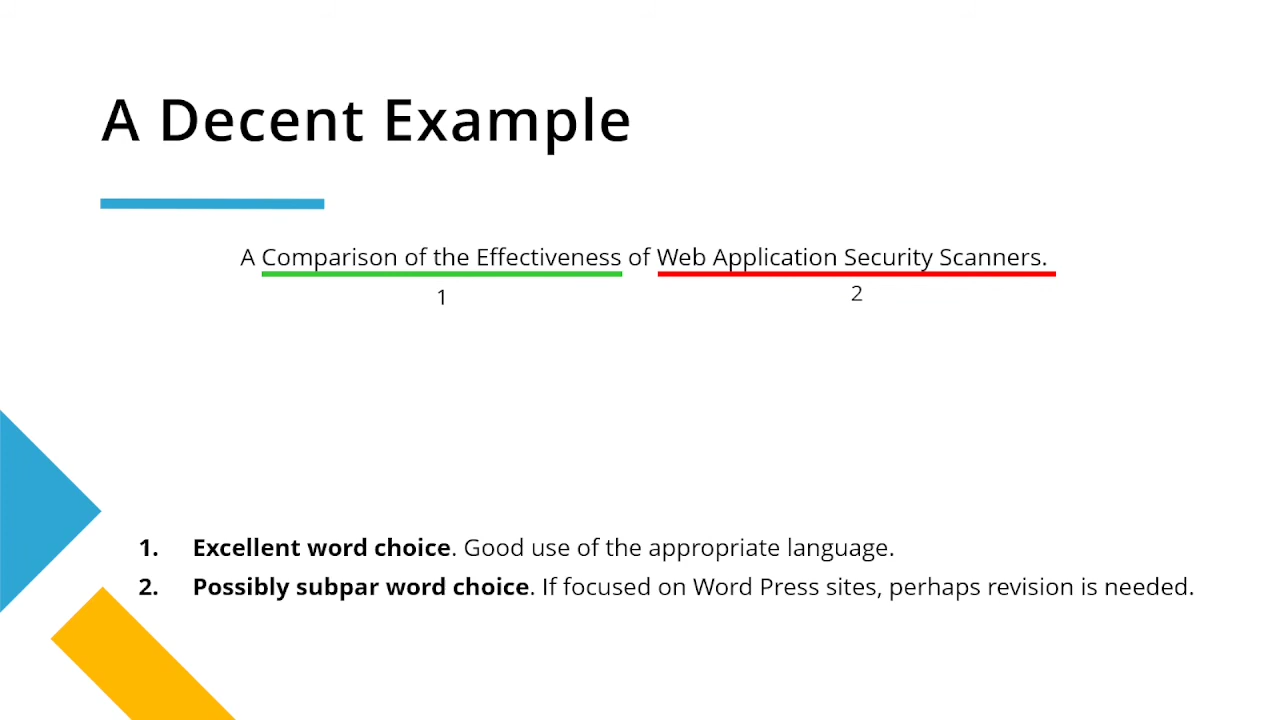 A Decent Example
A Comparison of the Effectiveness of Web Application Security Scanners.
1
2
1. Excellent word choice. Good use of the appropriate language.
2. Possibly subpar word choice. If focused on Word Press sites, perhaps revision is needed.